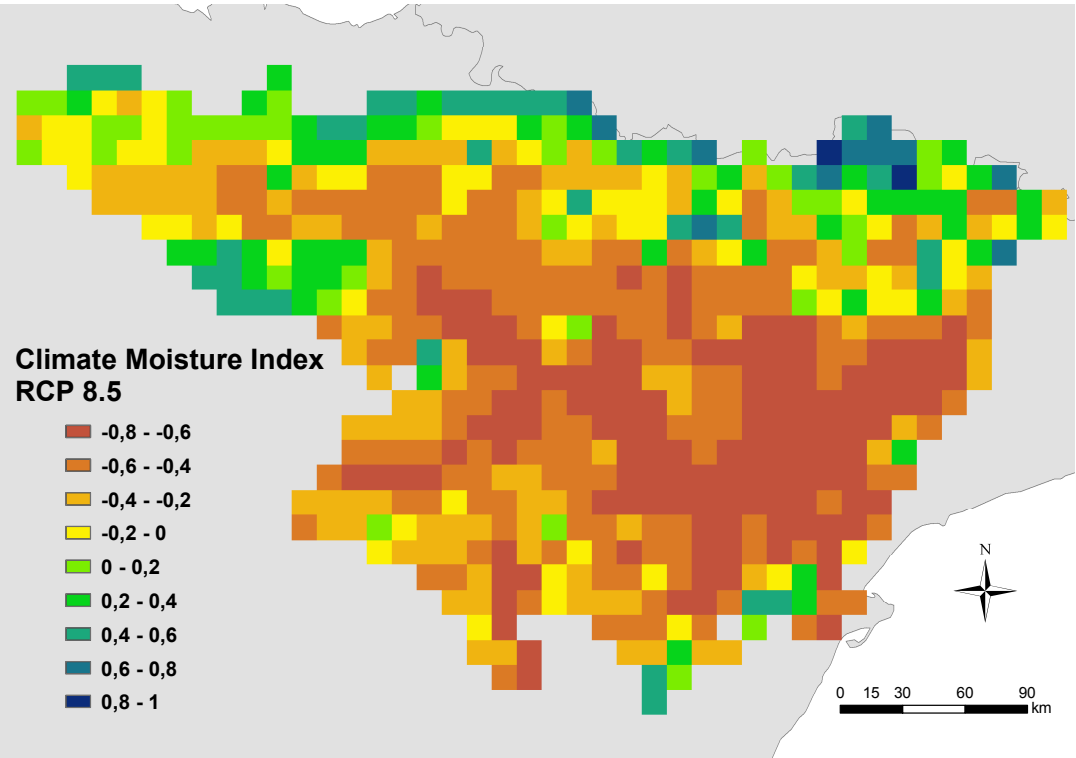 Climate Moisture Index
RCP 8.5
-0,8 - -0,6
-0,6 - -0,4
-0,4 - -0,2
-0,2 - 0
0 - 0,2
0,2 - 0,4
0,4 - 0,6
0,6 - 0,8
0,8 - 1
N
0 15 30 60 90
km